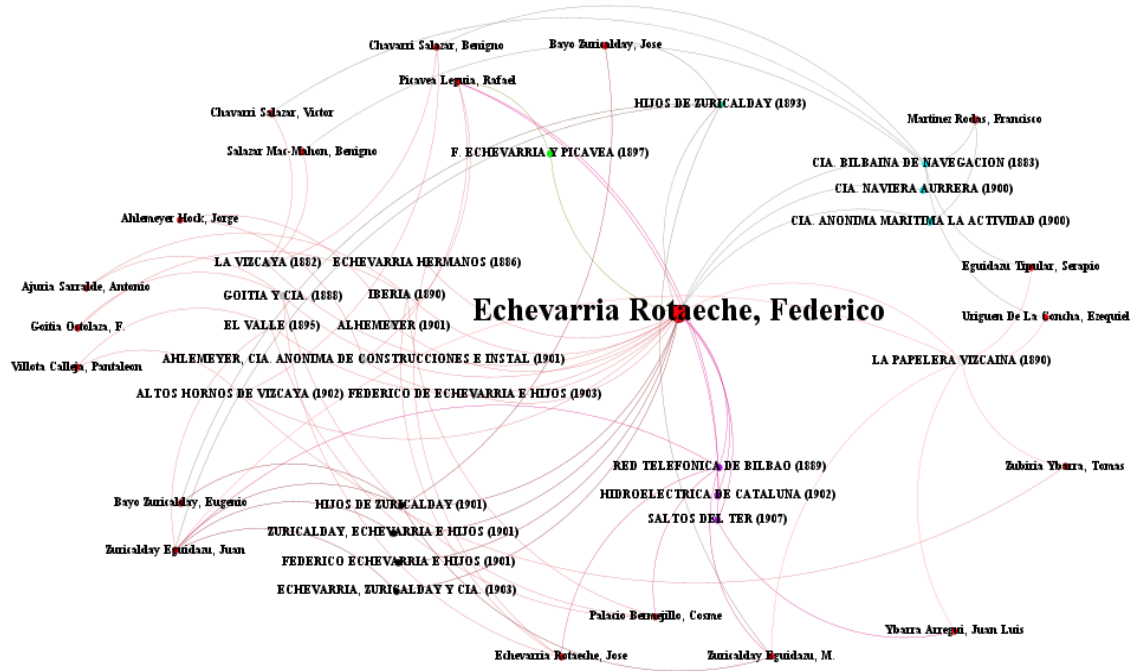 Chavarri Salazar, Benigno
Bayo Zuricalday, Jose
Picavea Leguia, Rafael
HIJOS DE ZURICALDAY (1893)
Chavarri Salazar, Victor
Martinez Rodas, Francisco
Salazar Mac-Mahon, Benigno
F. ECHEVARRIA Y PICAVEA (1897)
CIA. BILBAINA DE NAVEGACION (1883)
CIA. NAVIERA AURRERA (1900)
Ahlemeyer Hock, Jorge
CIA. ANONIMA MARITIMA LA ACTIVIDAD (1900)
LA VIZCAYA (1882)
ECHEVARRIA HERMANOS (1886)
Eguidazu Tipular, Serapio
Ajuria Sarralde, Antonio
GOITIA Y CIA. (1888)
IBERIA (1890)
Echevarria Rotaeche, Federico
Uriguen De La Concha, Ezequiel
Goitia Ostolaza, F.
EL VALLE (1895)
ALHEMEYER (1901)
AHLEMEYER, CIA. ANONIMA DE CONSTRUCCIONES E INSTAL (1901)
LA PAPELERA VIZCAINA (1890)
Villota Calleja, Pantaleon
ALTOS HORNOS DE VIZCAYA (1902)
FEDERICO DE ECHEVARRIA E HIJOS (1903)
RED TELEFONICA DE BILBAO (1889)
Zubiria Ybarra, Tomas
HIDROELECTRICA DE CATALUNA (1902)
Bayo Zuricalday, Eugenio
HIJOS DE ZURICALDAY (1901)
SALTOS DEL TER (1907)
ZURICALDAY, ECHEVARRIA E HIJOS (1901)
Zuricalday Eguidazu, Juan
FEDERICO ECHEVARRIA E HIJOS (1901)
ECHEVARRIA, ZURICALDAY Y CIA. (1903)
Palacio Bermejillo, Cosme
Ybarra Arregui, Juan Luis
Echevarria Rotaeche, Jose
Zuricalday Eguidazu, M.